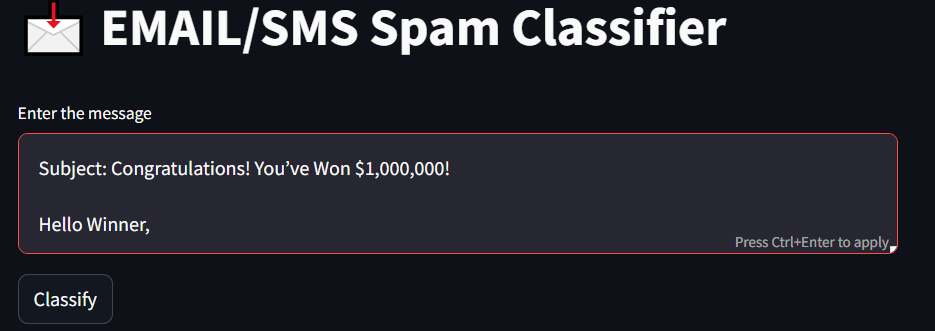 EMAIL/SMS Spam Classifier
Enter the message
Subject: Congratulations! You’ve Won $1,000,000!
Hello Winner,
Press Ctrl+Enter to apply
Classify